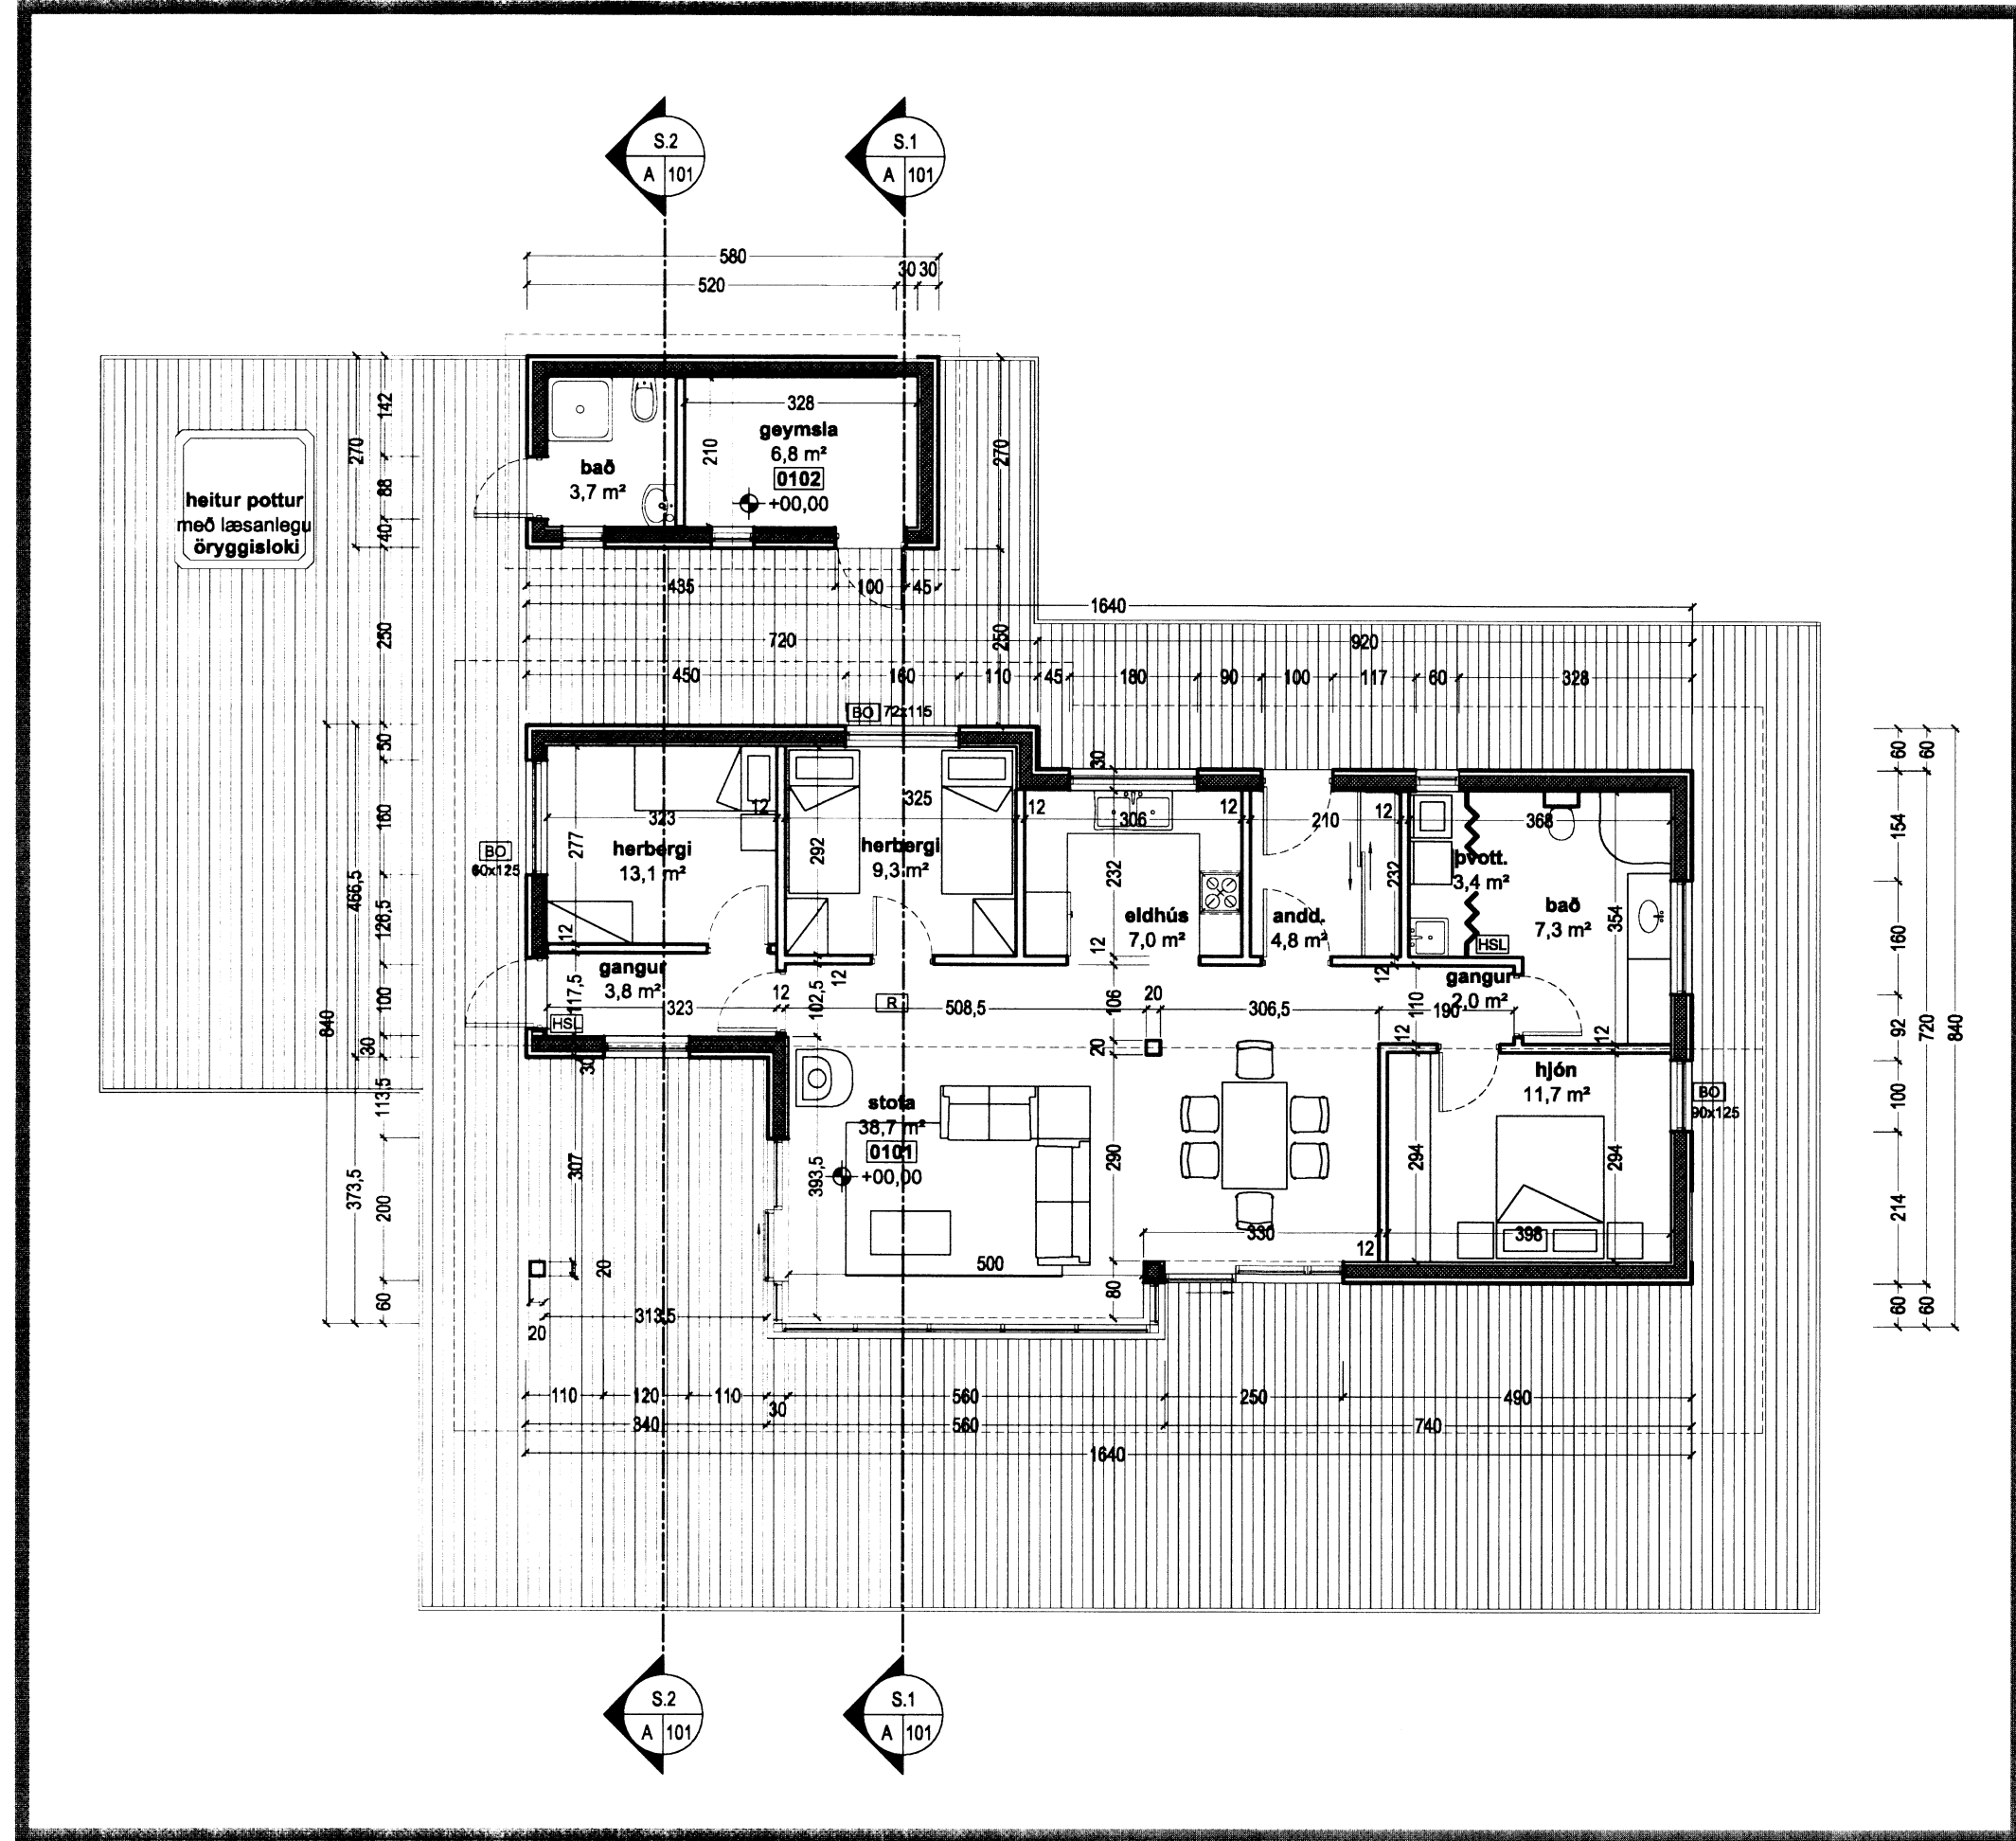 S.2
A 101
S.1
A 101
580
520
30 30
142
270
88
40
328
geymsla
6,8 m²
0102
+00,00
210
bað
3,7 m²
270
heitur pottur
með læsanlegu
öryggisloki
435
100
45
1640
250
720
250
920
450
160
110
45
180
90
100
117
60
328
BO 72x115
50
160
126,5
100
30
113,5
200
60
466,5
840
373,5
30
12
325
12
12
12
323
306
210
368
277
292
232
232
354
BO
60x125
herbergi
13,1 m²
herbergi
9,3 m²
þvott.
3,4 m²
eldhús
7,0 m²
andd.
4,8 m²
bað
7,3 m²
HSL
12
12
12
12
gangur
3,8 m²
gangur
2,0 m²
117,5
323
12
102,5
R
508,5
106
20
306,5
110
190
HSL
12
12
20
30
hjón
11,7 m²
BO
90x125
stofa
38,7 m²
0101
+00,00
307
393,5
290
294
294
330
12
398
20
500
80
20
313,5
60
60
154
160
720
840
92
100
214
60
60
110
120
110
30
560
250
490
340
560
740
1640
S.2
A 101
S.1
A 101